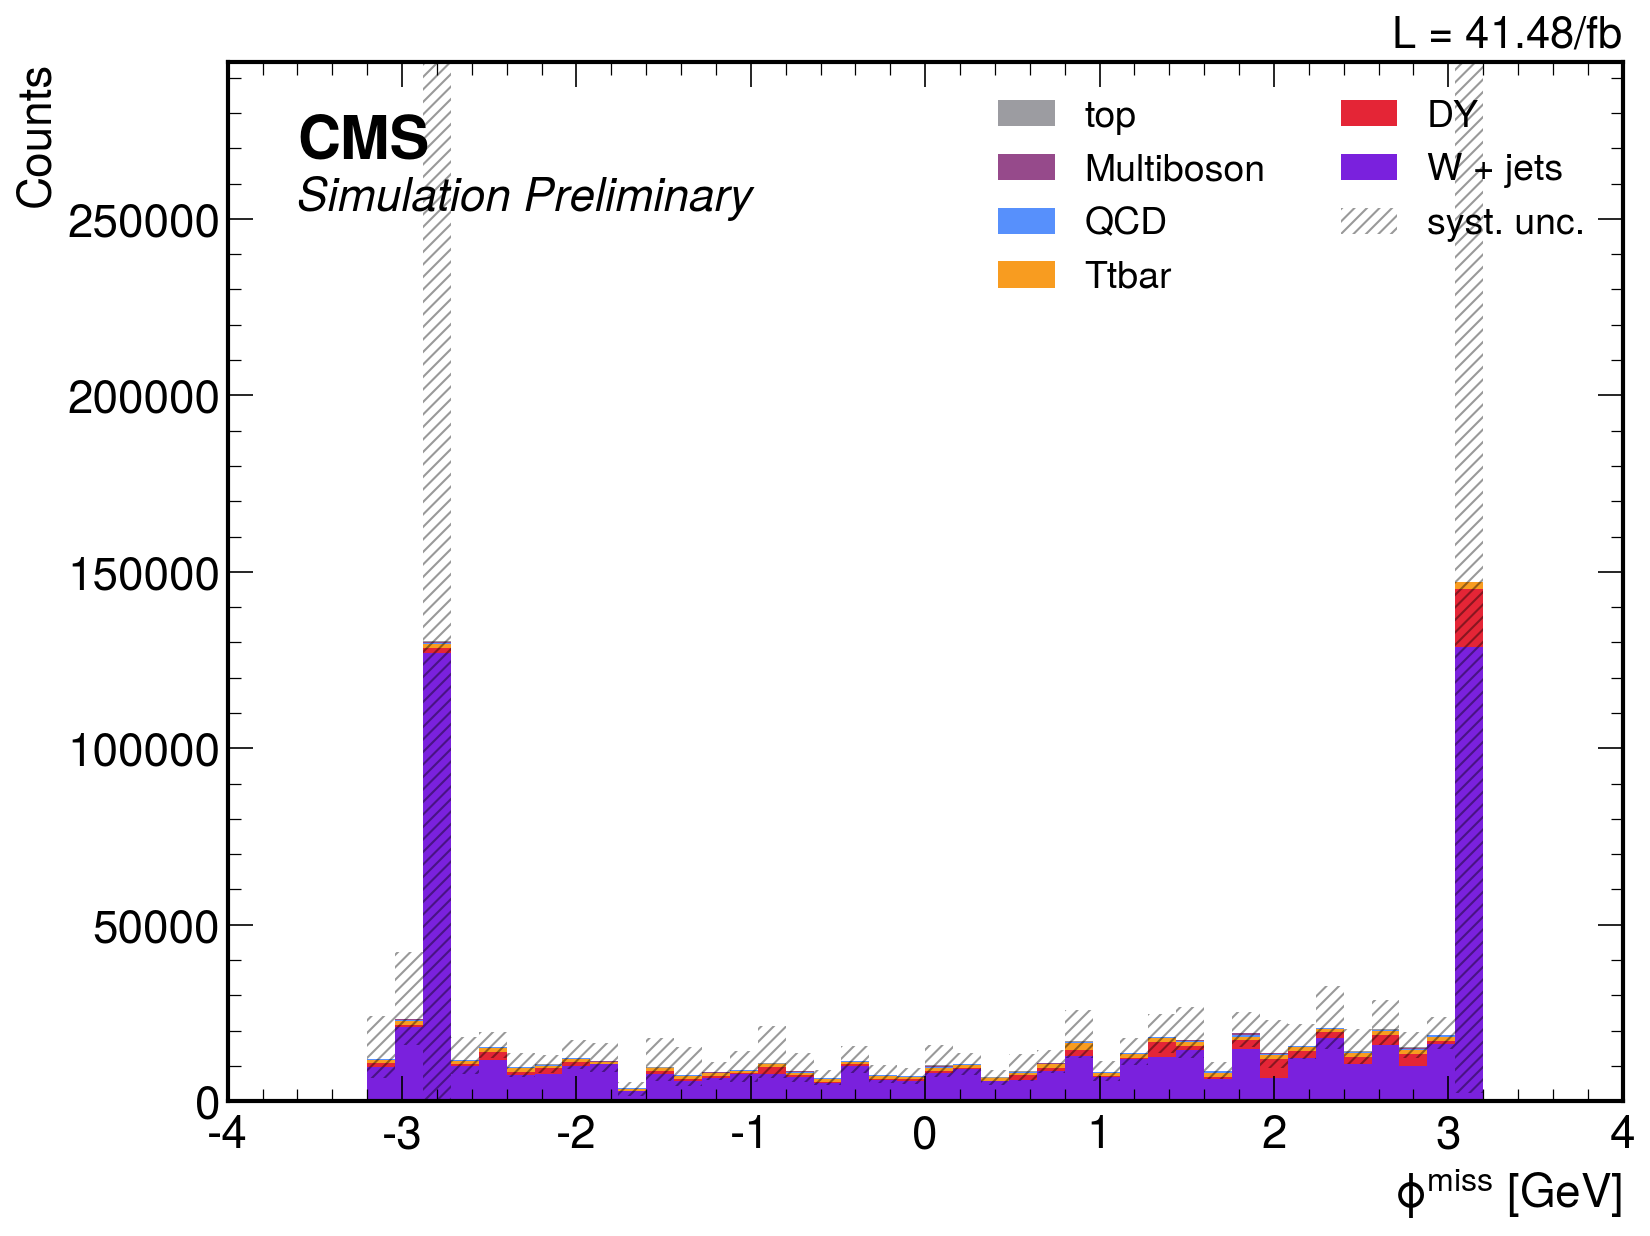 L = 41.48/fb
Counts
CMS
Simulation Preliminary
top
Multiboson
QCD
Ttbar
DY
W + jets
syst. unc.
250000
200000
150000
100000
50000
0
-4 -3 -2 -1 0 1 2 3 4
ϕ^miss [GeV]